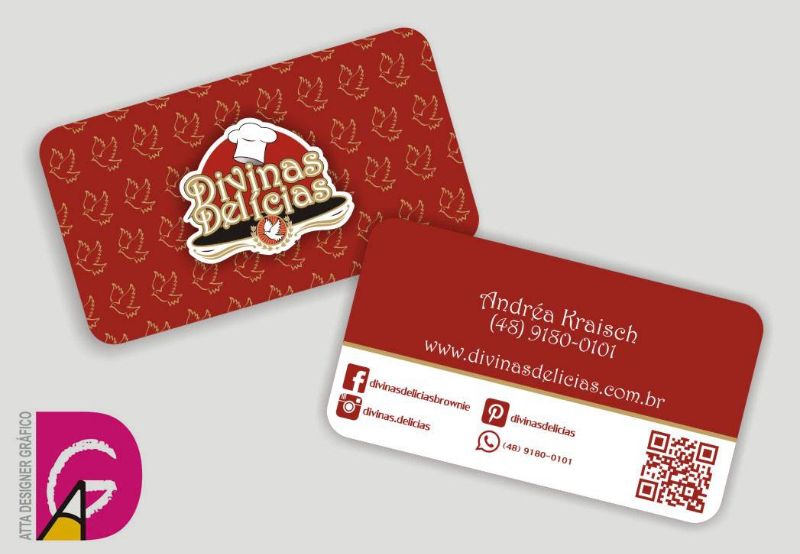 Divinas
Delícias
Andréa Kraisch
(48) 9180-0101
www.divinasdelicias.com.br
divinasdeliciasbrownie
divinas.delicias
divinasdelicias
(48) 9180-0101
ATTA DESIGNER GRÁFICO